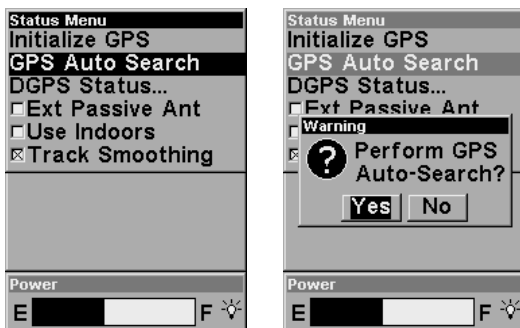 Status Menu
Initialize GPS
GPS Auto Search
DGPS Status...
Ext Passive Ant
Use Indoors
Track Smoothing
Power
E F
Status Menu
Initialize GPS
GPS Auto Search
DGPS Status...
Ext Passive Ant
Warning
? Perform GPS
Auto-Search?
Yes No
Power
E F